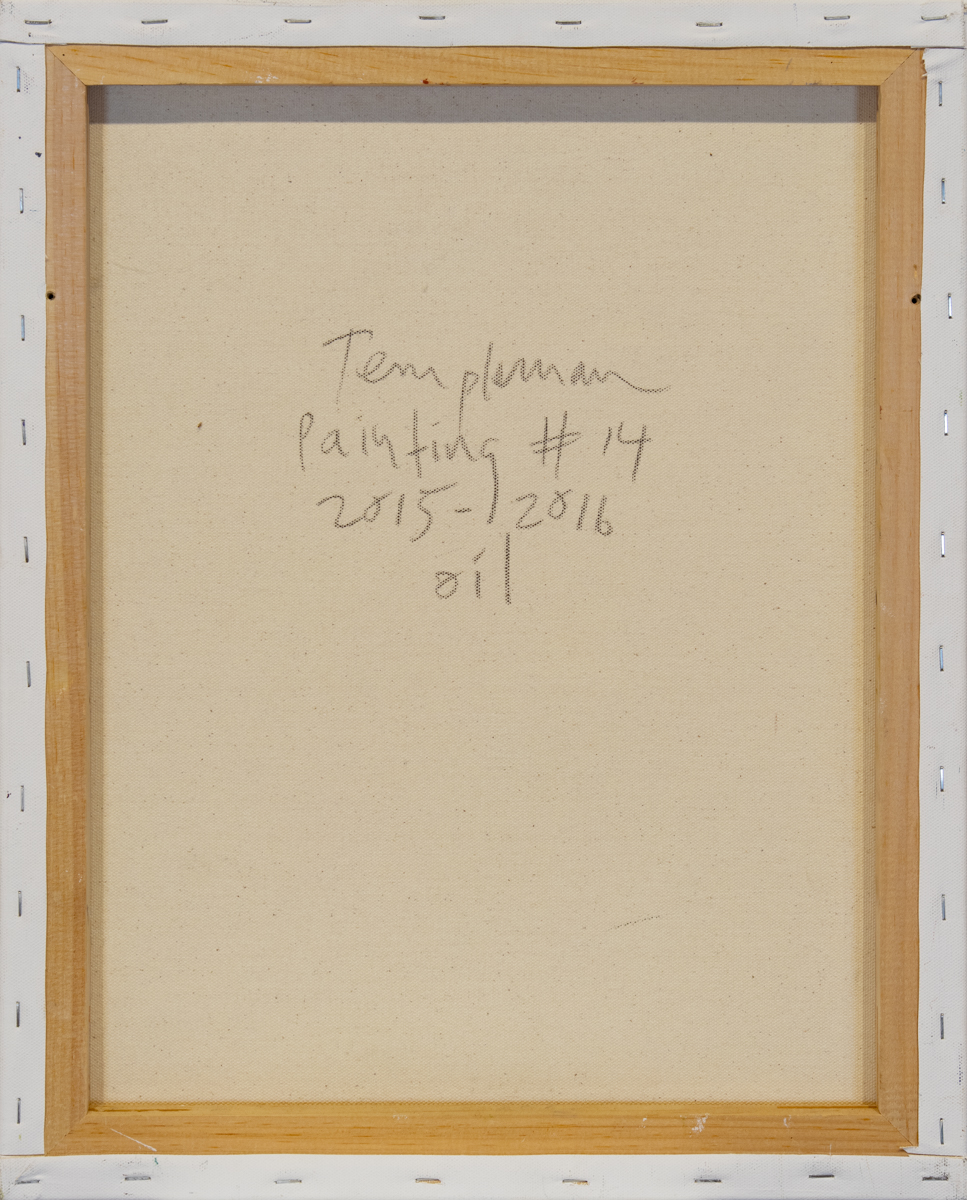 Templeman
Painting # 14
2015-2016
oil